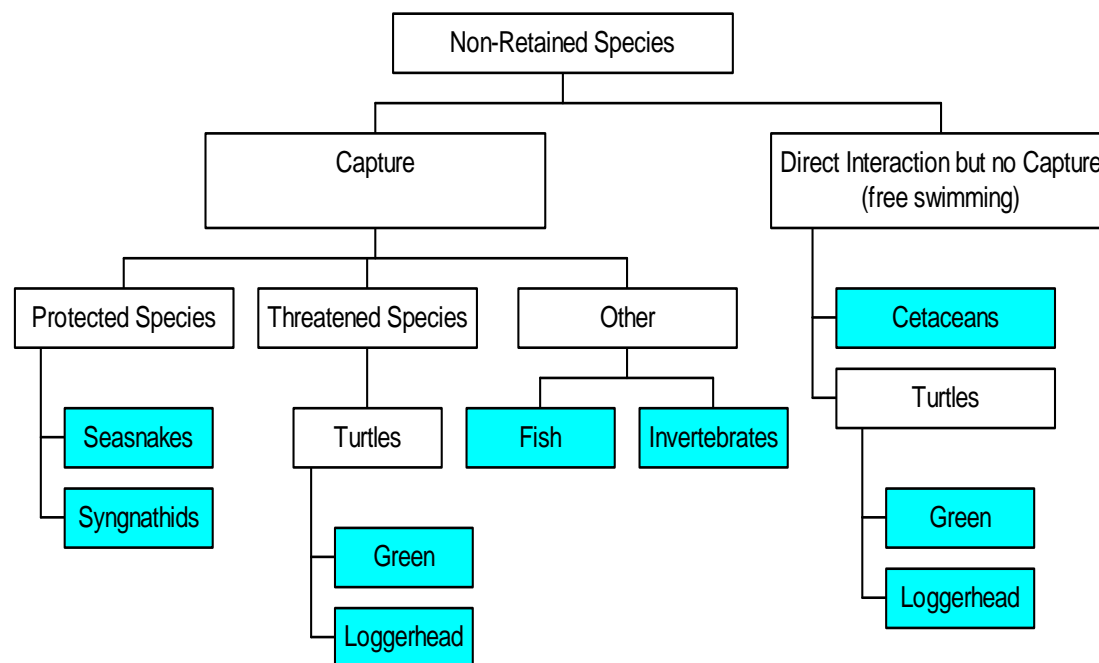 Non-Retained Species
Capture
Direct Interaction but no Capture
(free swimming)
Protected Species
Threatened Species
Other
Cetaceans
Turtles
Seasnakes
Syngnathids
Turtles
Fish
Invertebrates
Green
Loggerhead
Green
Loggerhead